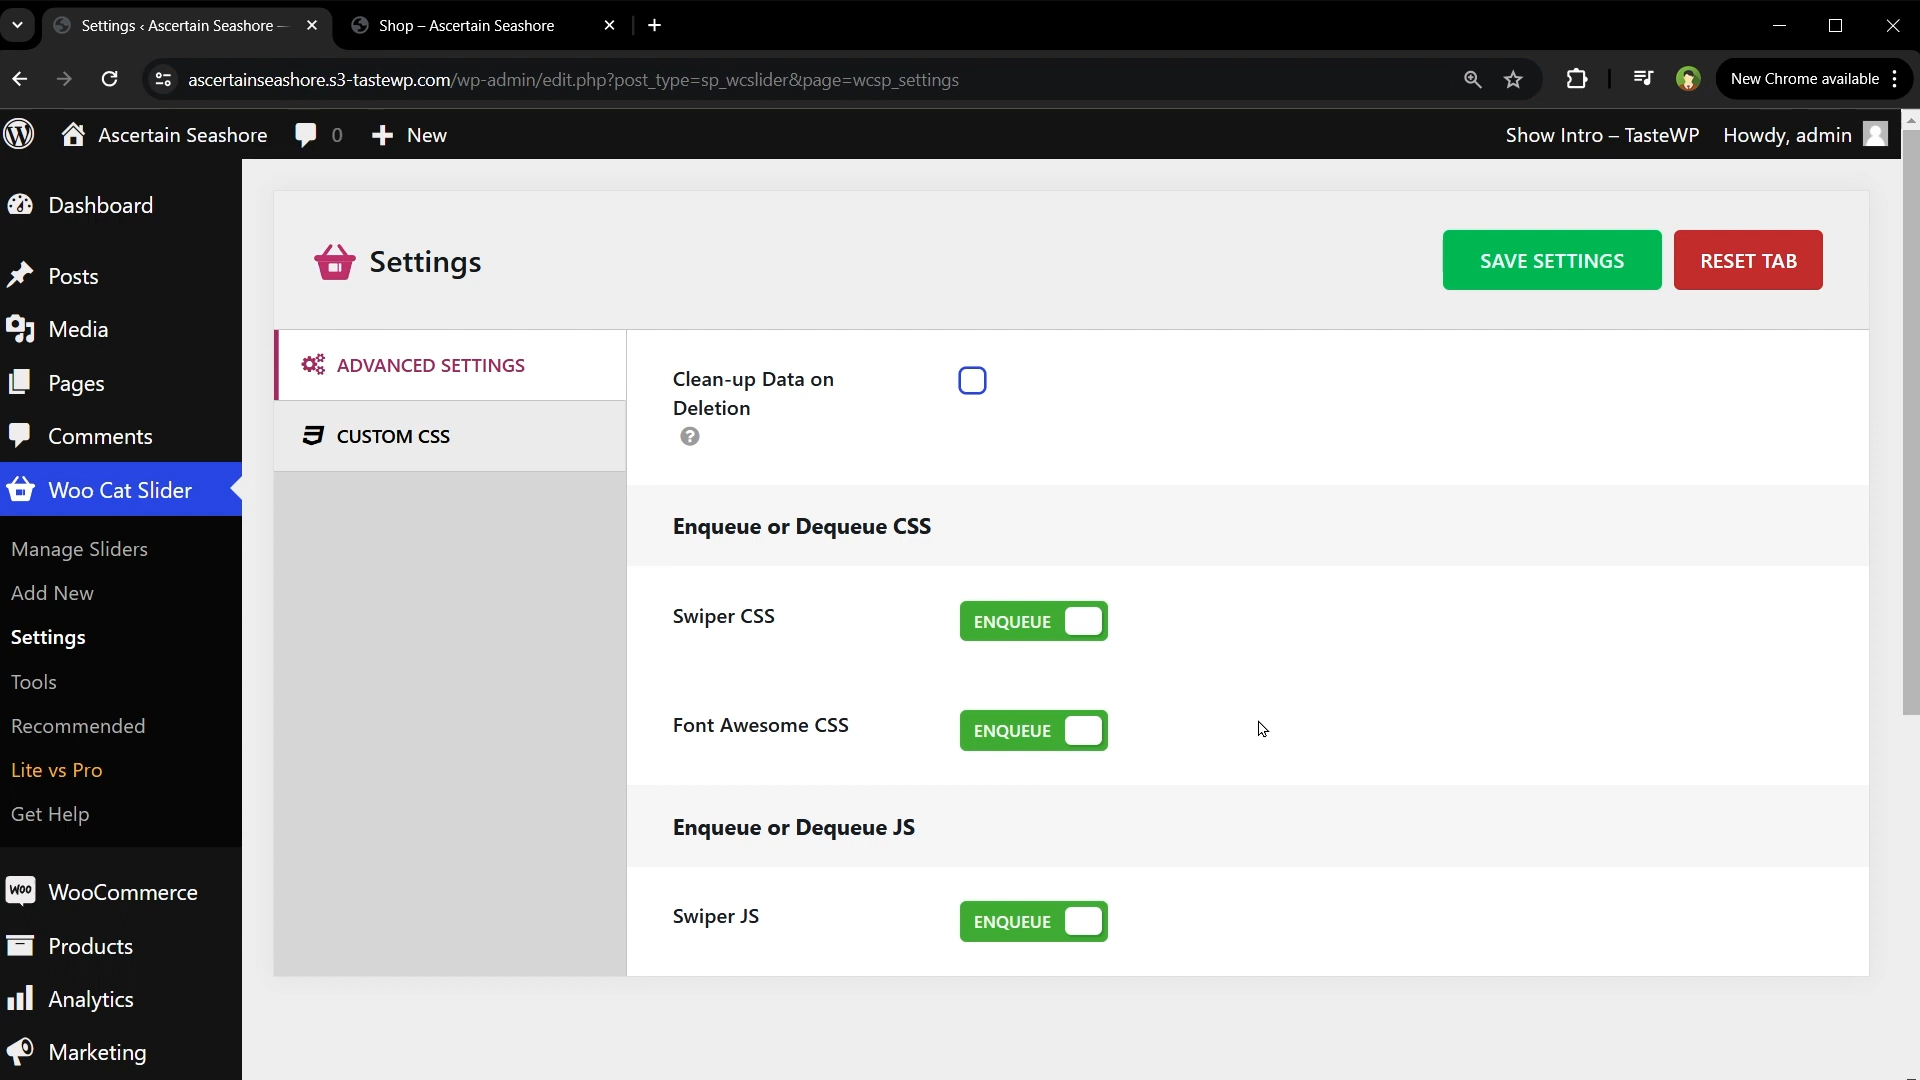 Settings ‹ Ascertain Seashore –
Shop – Ascertain Seashore
ascertainseashore.s3-tastewp.com/wp-admin/edit.php?post_type=sp_wcslider&page=wcsp_settings
New Chrome available
Ascertain Seashore
0
New
Show Intro – TasteWP
Howdy, admin
Dashboard
Posts
Media
Pages
Comments
Woo Cat Slider
Manage Sliders
Add New
Settings
Tools
Recommended
Lite vs Pro
Get Help
Woo
WooCommerce
Products
Analytics
Marketing
Settings
SAVE SETTINGS
RESET TAB
ADVANCED SETTINGS
CUSTOM CSS
Clean-up Data on
Deletion
?
Enqueue or Dequeue CSS
Swiper CSS
ENQUEUE
Font Awesome CSS
ENQUEUE
Enqueue or Dequeue JS
Swiper JS
ENQUEUE